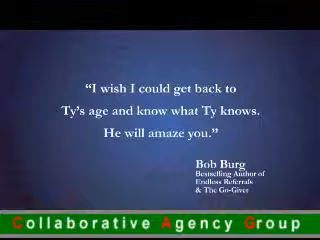 “I wish I could get back to
Ty’s age and know what Ty knows.
He will amaze you.”
Bob Burg
Bestselling Author of
Endless Referrals
& The Go-Giver
Collaborative Agency Group